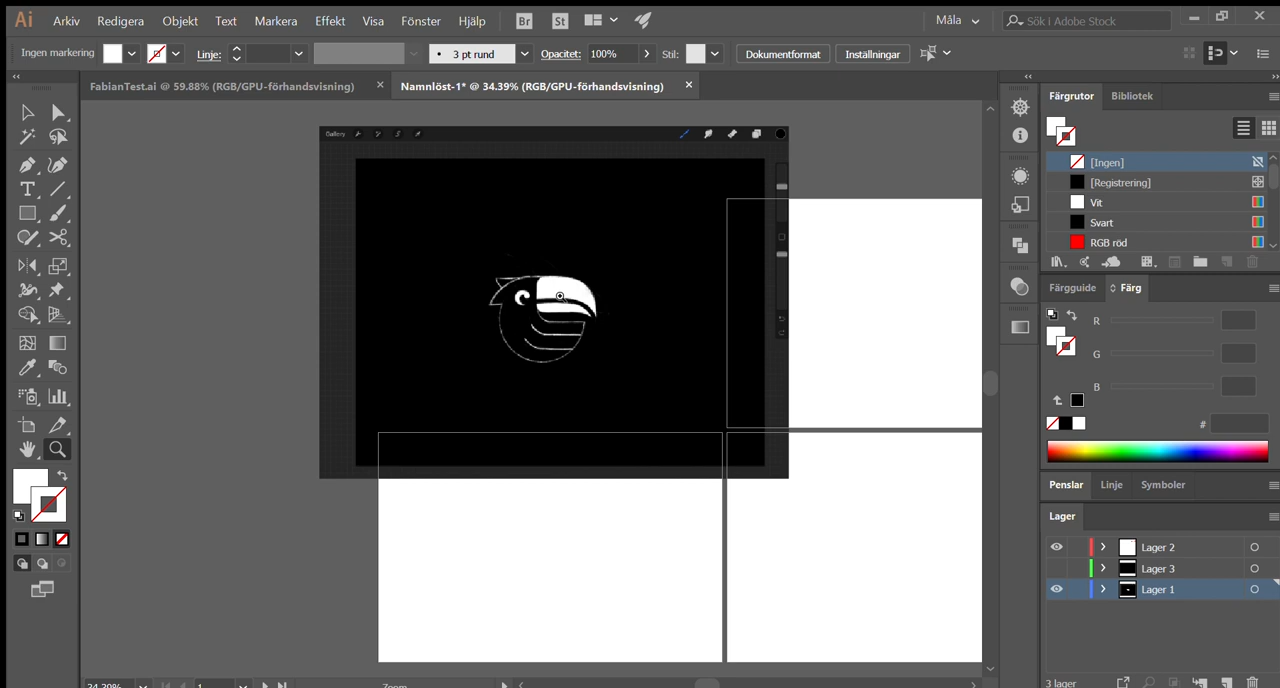 Ai Arkiv Redigera Objekt Text Markera Effekt Visa Fönster Hjälp Br St Måla Sök i Adobe Stock
Ingen markering Linje: 3 pt rund Opacitet: 100% Stil: Dokumentformat Inställningar
FabianTest.ai @ 59.88% (RGB/GPU-förhandsvisning) Namnlöst-1* @ 34.39% (RGB/GPU-förhandsvisning)
Gallery
Färgrutor Bibliotek
[Ingen]
[Registrering]
Vit
Svart
RGB röd
Färgguide Färg
R
G
B
#
Penslar Linje Symboler
Lager
Lager 2
Lager 3
Lager 1
3 lager
34.39% 1 Zoom